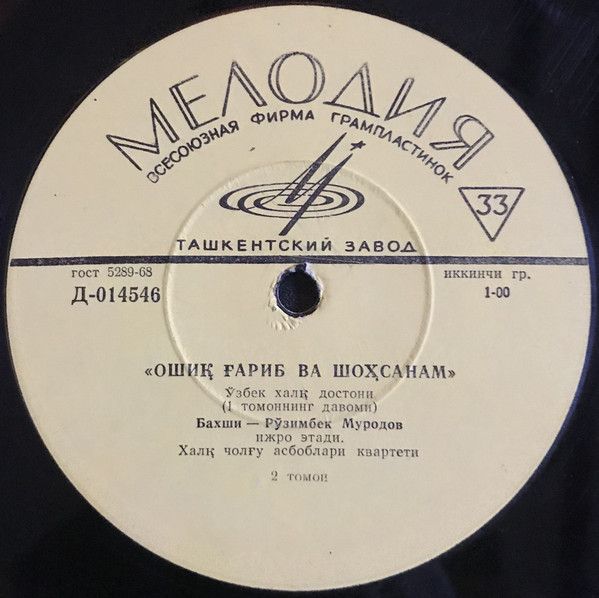 МЕЛОДИЯ
ВСЕСОЮЗНАЯ ФИРМА ГРАМПЛАСТИНОК
33
ТАШКЕНТСКИЙ ЗАВОД
гост 5289-68
иккинчи гр.
Д-014546
1-00
«ОШИҚ ҒАРИБ ВА ШОҲСАНАМ»
Ўзбек халқ достони
(1 томоннинг давоми)
Бахши — Рўзимбек Муродов
ижро этади.
Халқ чолғу асбоблари квартети
2 томон